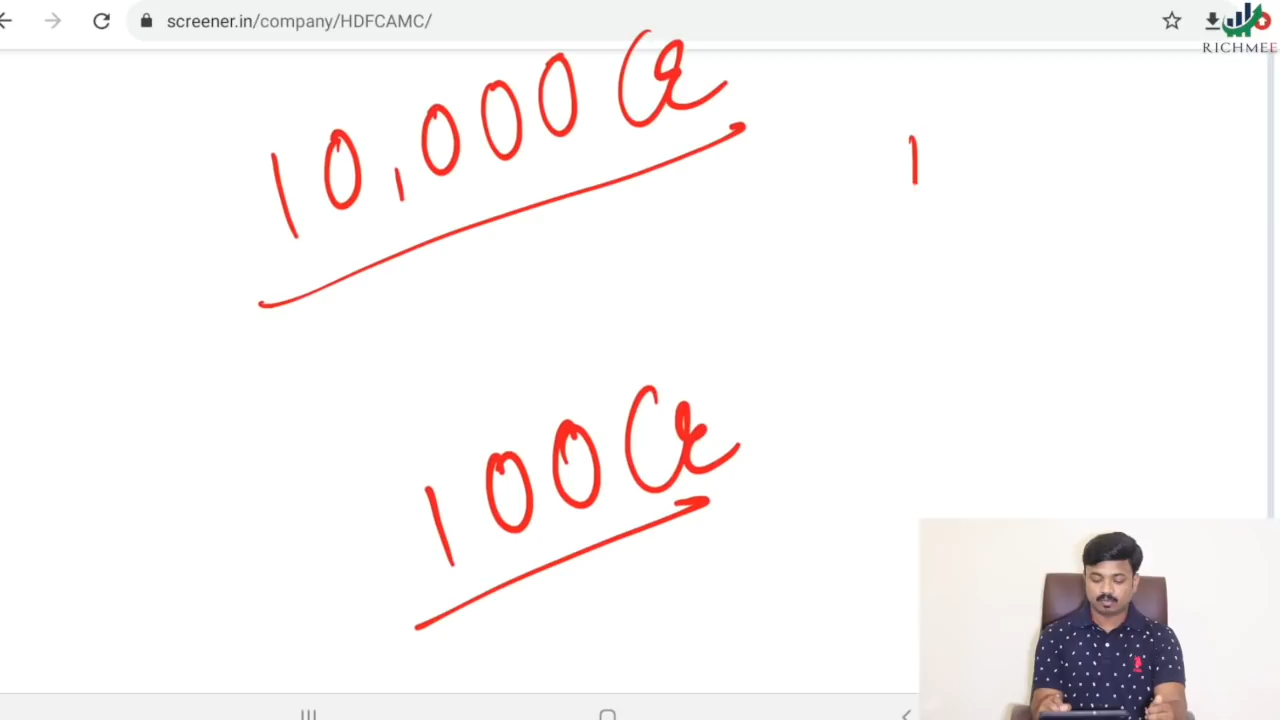 screener.in/company/HDFCAMC/
RICHMEE
10,000 Cr
1
100 Cr